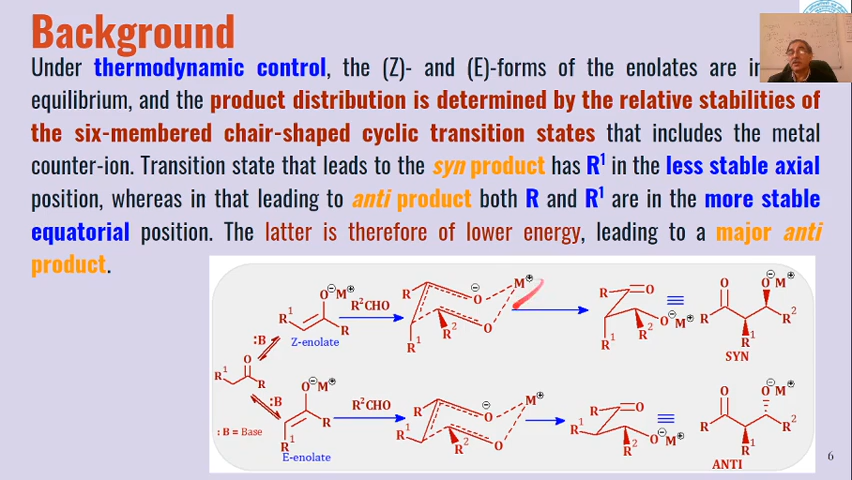 Background
Under thermodynamic control, the (Z)- and (E)-forms of the enolates are in
equilibrium, and the product distribution is determined by the relative stabilities of
the six-membered chair-shaped cyclic transition states that includes the metal
counter-ion. Transition state that leads to the syn product has R¹ in the less stable axial
position, whereas in that leading to anti product both R and R¹ are in the more stable
equatorial position. The latter is therefore of lower energy, leading to a major anti
product.
O⊖M⊕
R¹
R
Z-enolate
R²CHO
R
⊖
O
M⊕
O
R²
R¹
R
O
O⊖M⊕
R²
R¹
≡
O
O⊖M⊕
R
R²
R¹
SYN
:B
R¹
O
R
:B
: B = Base
O⊖M⊕
R
R¹
E-enolate
R²CHO
R
⊖
O
M⊕
R¹
O
R²
R
O
R¹
O⊖M⊕
R²
≡
O
O⊖M⊕
R
R²
R¹
ANTI
6